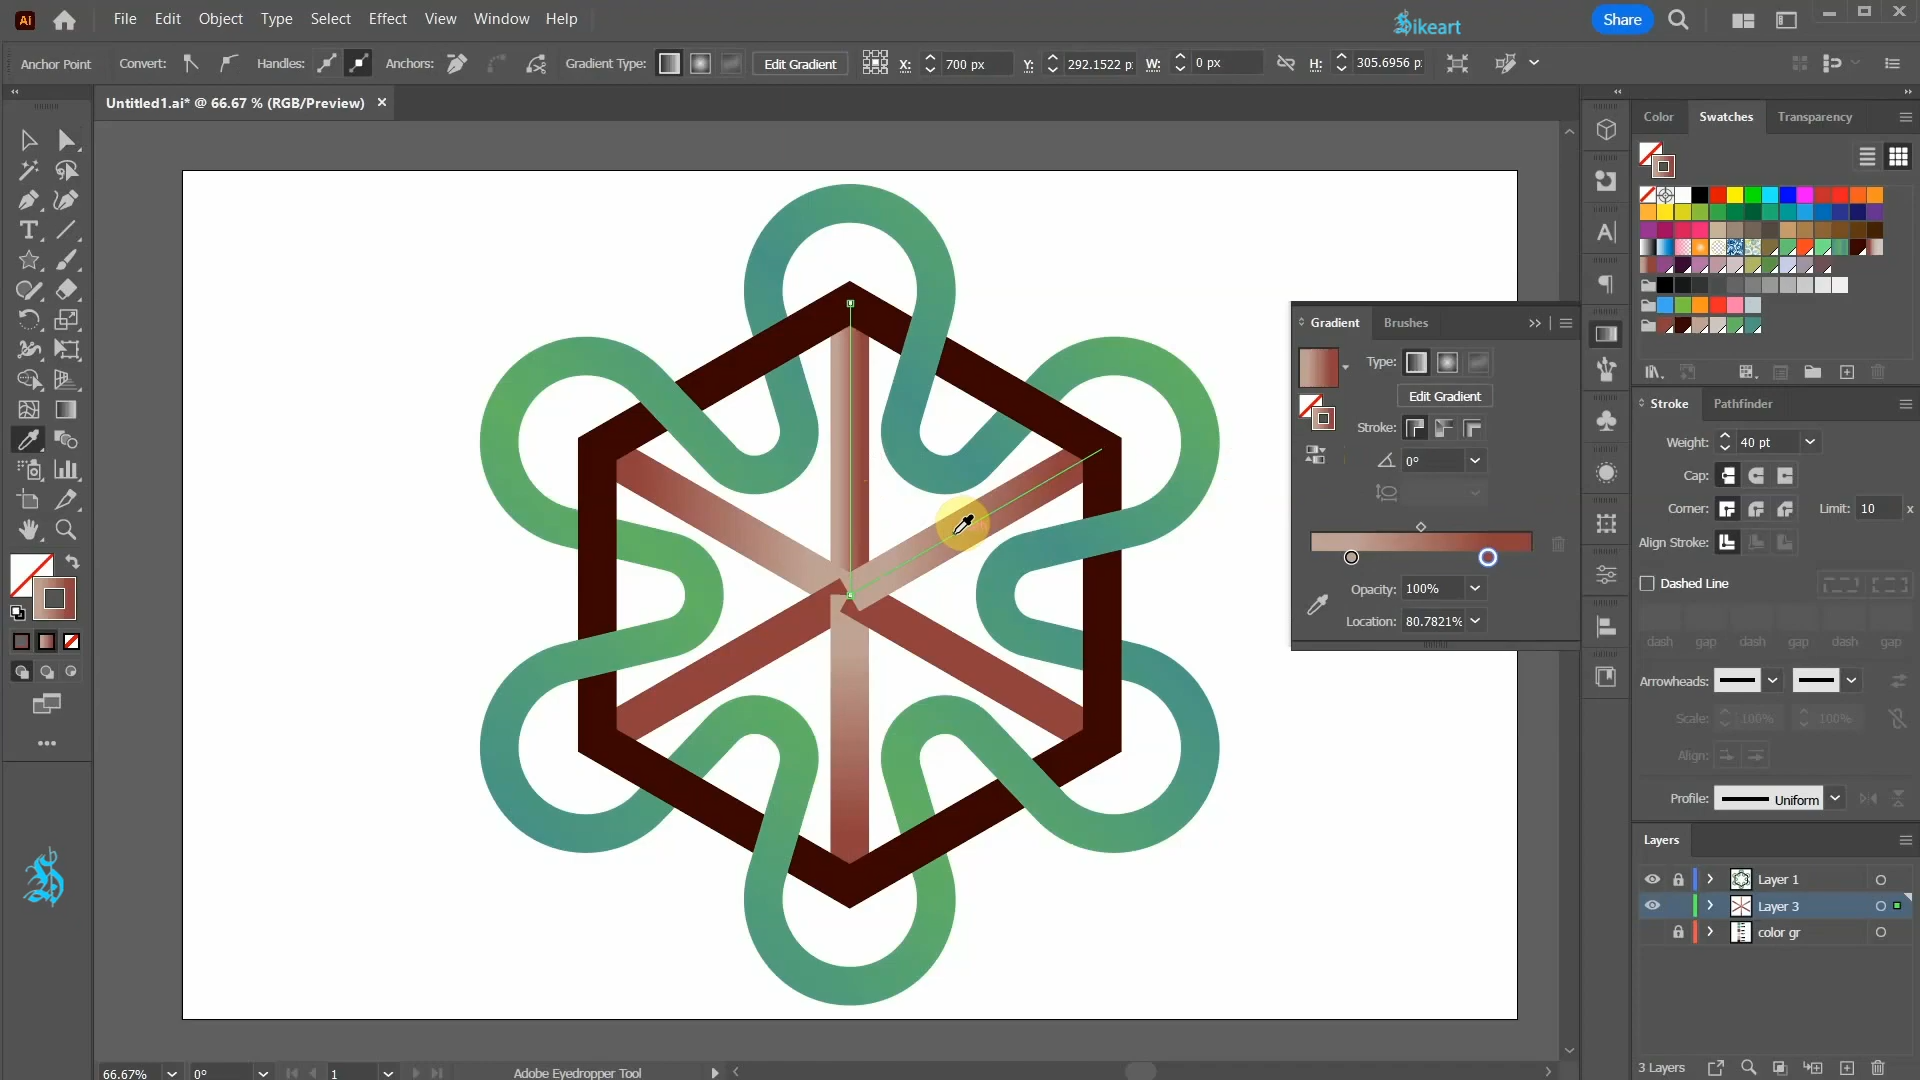 Ai File Edit Object Type Select Effect View Window Help Sikeart Share
Anchor Point Convert: Handles: Anchors: Gradient Type: Edit Gradient X: 700 px Y: 292.1522 p W: 0 px H: 305.6956 p
Untitled1.ai* @ 66.67 % (RGB/Preview)
Color Swatches Transparency
Gradient Brushes
Type:
Edit Gradient
Stroke:
0°
Opacity: 100%
Location: 80.7821%
Stroke Pathfinder
Weight: 40 pt
Cap:
Corner: Limit: 10 x
Align Stroke:
Dashed Line
dash gap dash gap dash gap
Arrowheads:
Scale: 100% 100%
Align:
Profile: Uniform
Layers
Layer 1
Layer 3
color gr
3 Layers
66.67% 0° 1 Adobe Eyedropper Tool